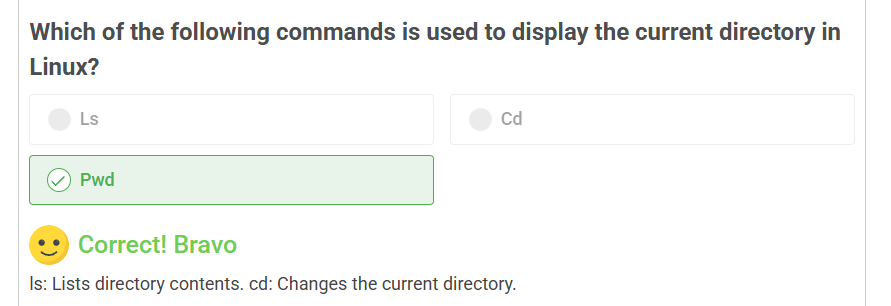 Which of the following commands is used to display the current directory in
Linux?
Ls
Cd
Pwd
Correct! Bravo
ls: Lists directory contents. cd: Changes the current directory.